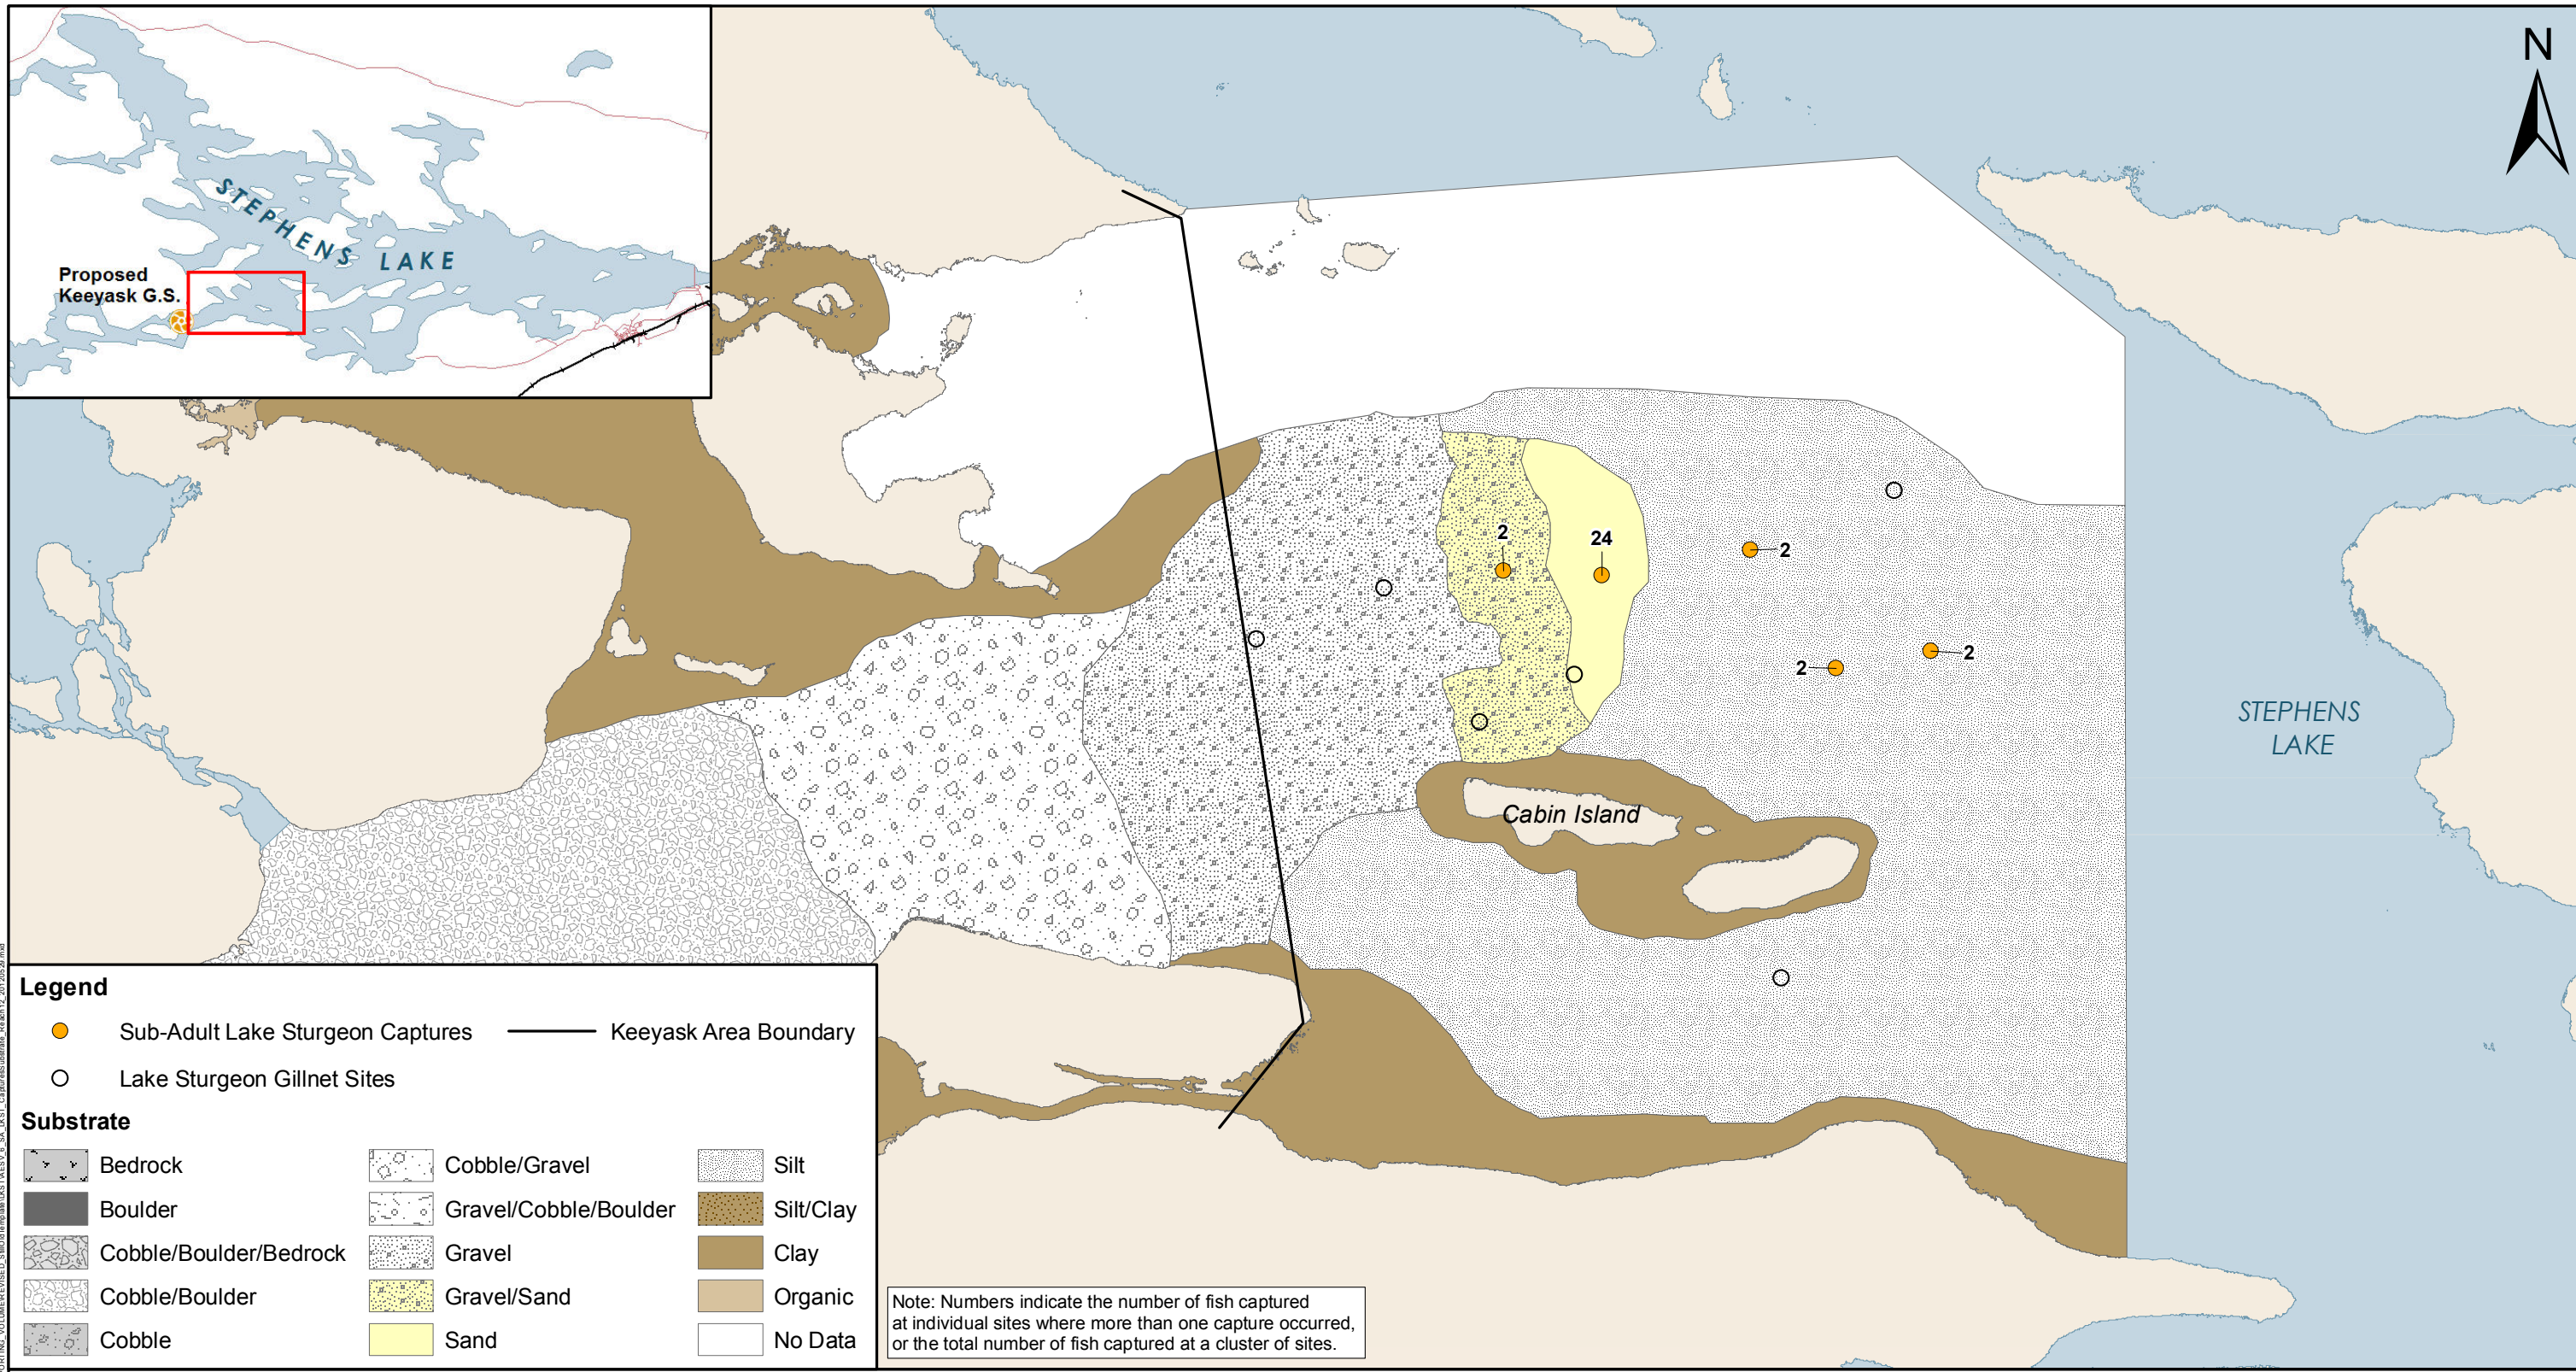 N
STEPHENS LAKE
Proposed
Keeyask G.S.
2
24
2
2
2
STEPHENS
LAKE
Cabin Island
Legend
Sub-Adult Lake Sturgeon Captures
Keeyask Area Boundary
Lake Sturgeon Gillnet Sites
Substrate
Bedrock
Boulder
Cobble/Boulder/Bedrock
Cobble/Boulder
Cobble
Cobble/Gravel
Gravel/Cobble/Boulder
Gravel
Gravel/Sand
Sand
Silt
Silt/Clay
Clay
Organic
No Data
Note: Numbers indicate the number of fish captured
at individual sites where more than one capture occurred,
or the total number of fish captured at a cluster of sites.